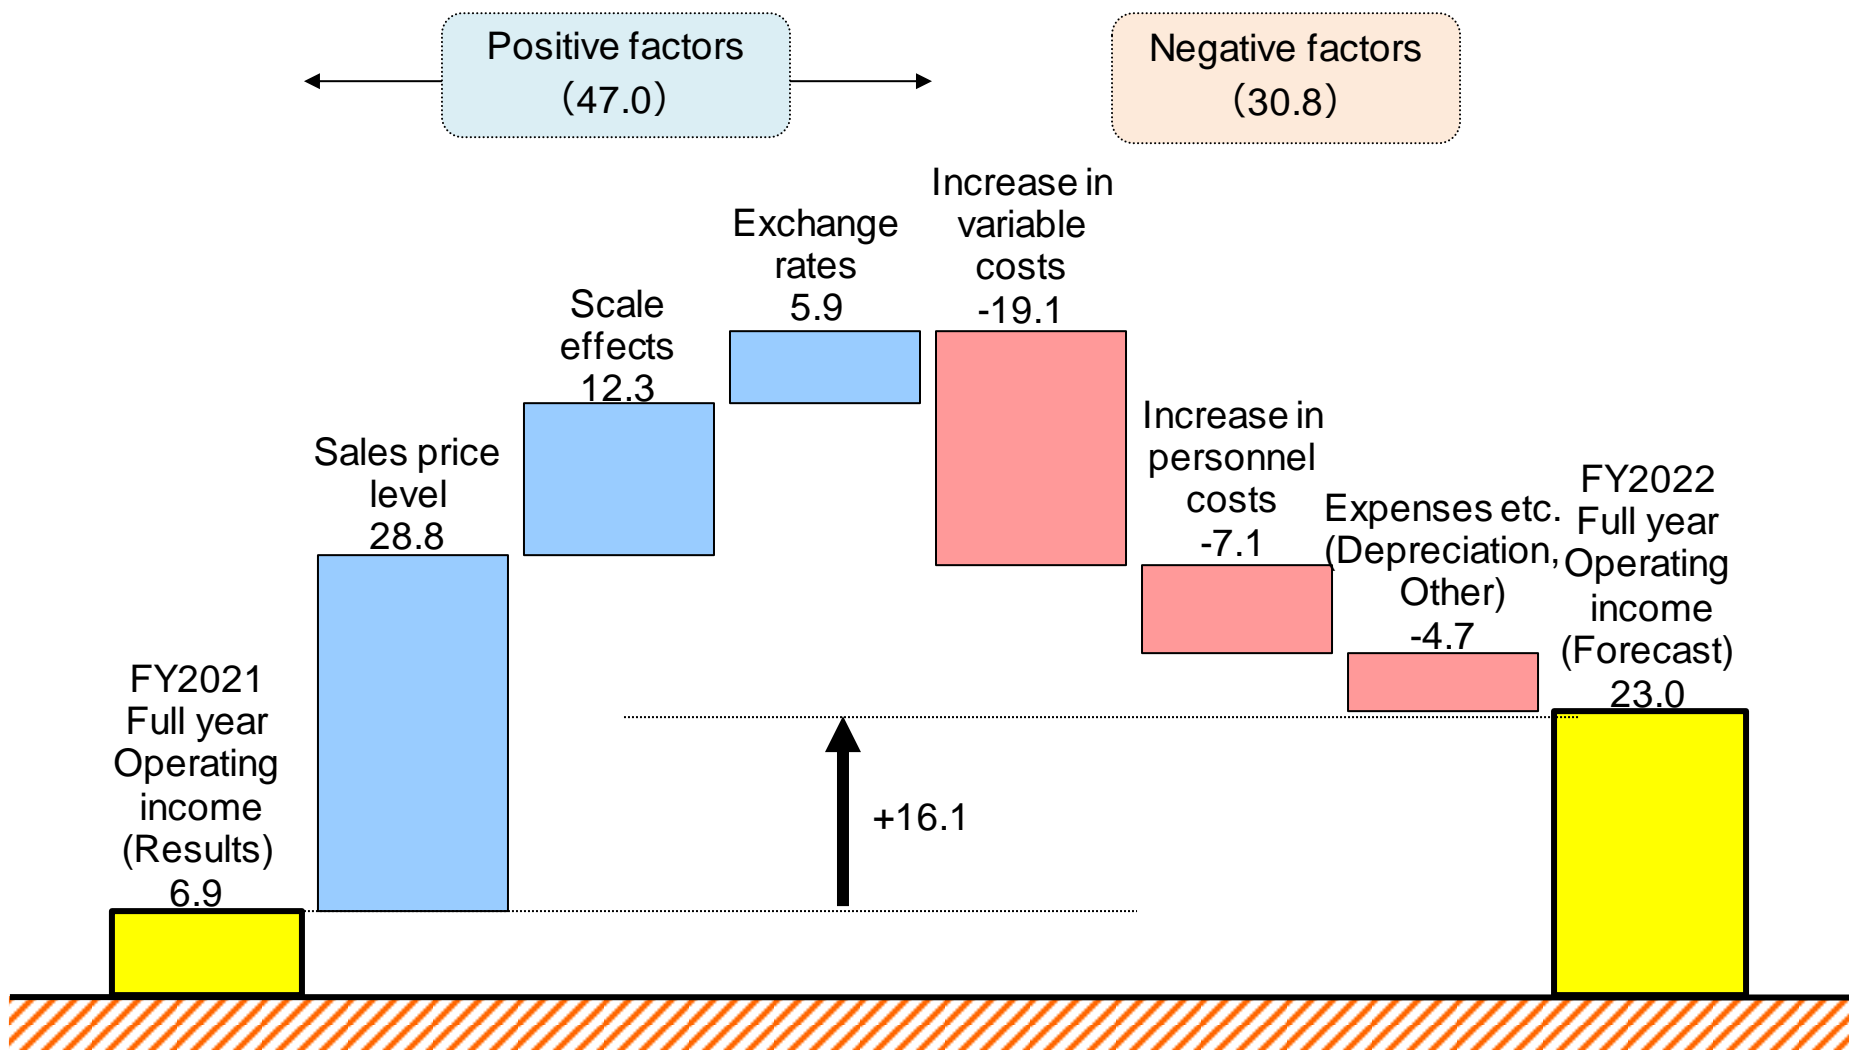 Positive factors
(47.0)
Negative factors
(30.8)
FY2021
Full year
Operating
income
(Results)
6.9
Sales price
level
28.8
Scale
effects
12.3
Exchange
rates
5.9
Increase in
variable
costs
-19.1
Increase in
personnel
costs
-7.1
Expenses etc.
(Depreciation,
Other)
-4.7
FY2022
Full year
Operating
income
(Forecast)
23.0
+16.1